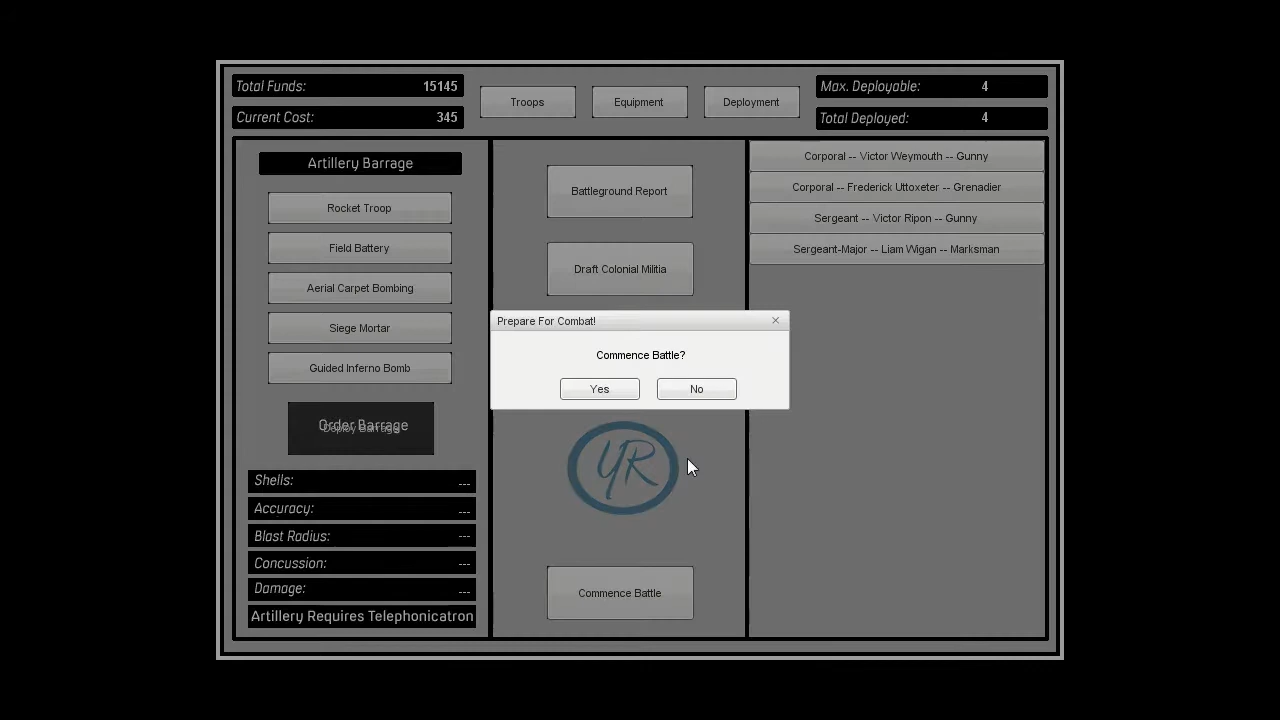 Total Funds: 15145
Current Cost: 345
Troops
Equipment
Deployment
Max. Deployable: 4
Total Deployed: 4
Artillery Barrage
Rocket Troop
Field Battery
Aerial Carpet Bombing
Siege Mortar
Guided Inferno Bomb
Order Barrage
Deploy Barrage
Shells: ---
Accuracy: ---
Blast Radius: ---
Concussion: ---
Damage: ---
Artillery Requires Telephonicatron
Battleground Report
Draft Colonial Militia
Prepare For Combat!
Commence Battle?
Yes
No
YR
Commence Battle
Corporal -- Victor Weymouth -- Gunny
Corporal -- Frederick Uttoxeter -- Grenadier
Sergeant -- Victor Ripon -- Gunny
Sergeant-Major -- Liam Wigan -- Marksman